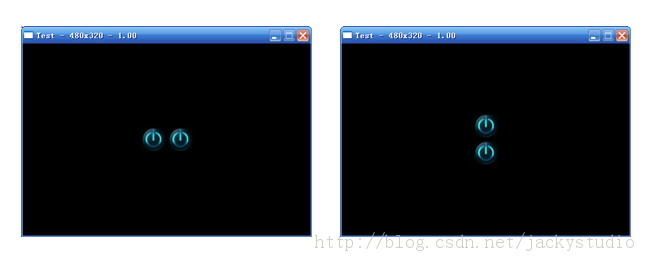 Test - 480x320 - 1.00
Test - 480x320 - 1.00
http://blog.csdn.net/jackystudio